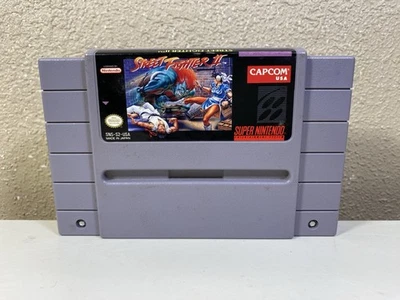 STREET FIGHTER II
Nintendo
CAPCOM
USA
SNS-S2-USA
MADE IN JAPAN
SUPER NINTENDO